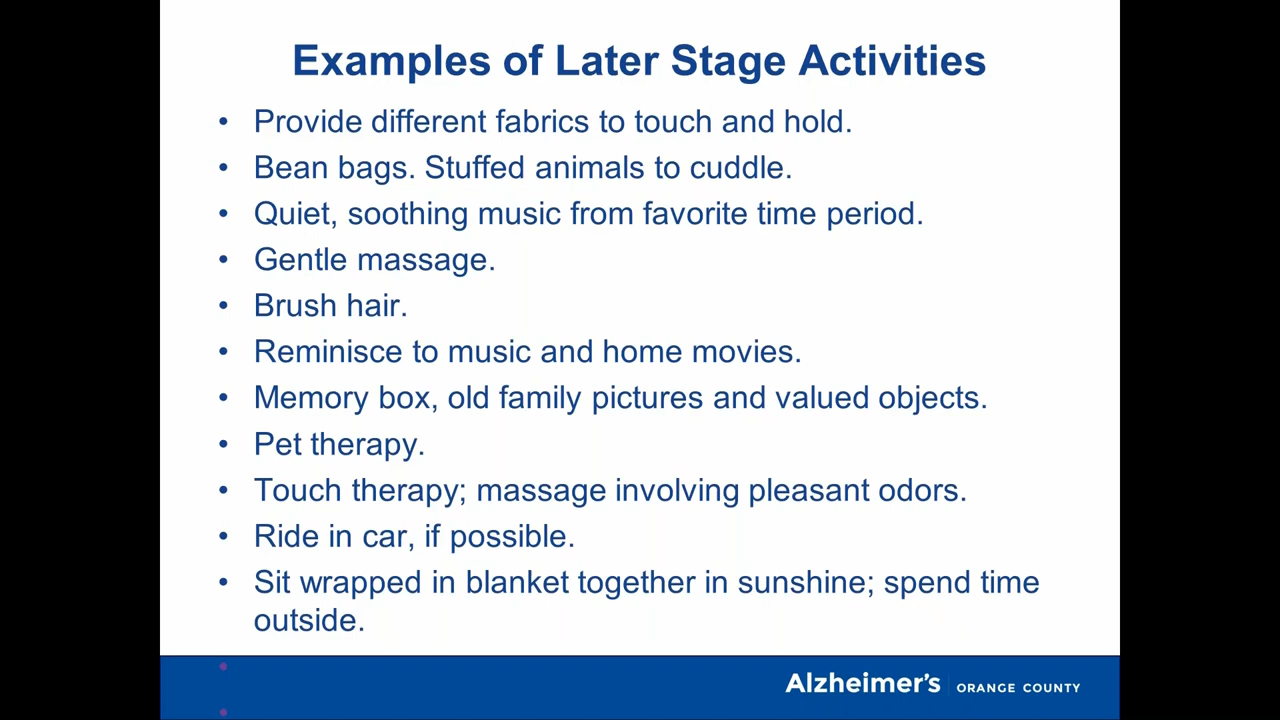 Examples of Later Stage Activities
• Provide different fabrics to touch and hold.
• Bean bags. Stuffed animals to cuddle.
• Quiet, soothing music from favorite time period.
• Gentle massage.
• Brush hair.
• Reminisce to music and home movies.
• Memory box, old family pictures and valued objects.
• Pet therapy.
• Touch therapy; massage involving pleasant odors.
• Ride in car, if possible.
• Sit wrapped in blanket together in sunshine; spend time
outside.
Alzheimer's | ORANGE COUNTY